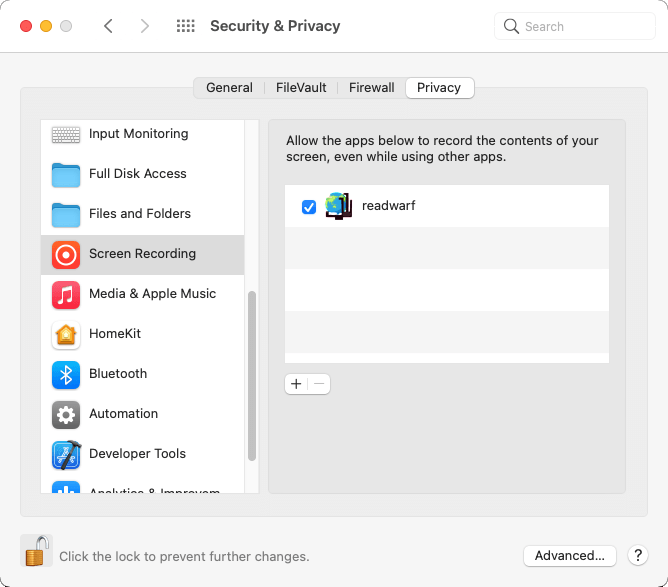 Security & Privacy
Search
General
FileVault
Firewall
Privacy
Input Monitoring
Full Disk Access
Files and Folders
Screen Recording
Media & Apple Music
HomeKit
Bluetooth
Automation
Developer Tools
Analytics & Improvem
Allow the apps below to record the contents of your
screen, even while using other apps.
readwarf
+ −
Click the lock to prevent further changes.
Advanced...
?